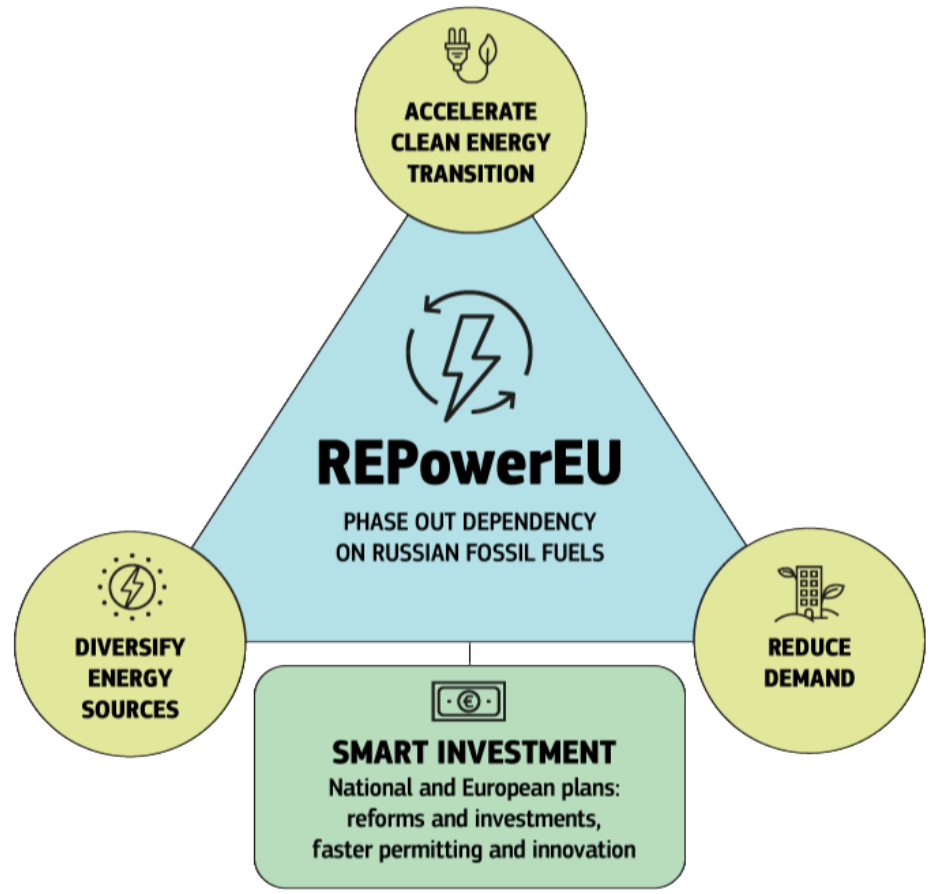 ACCELERATE
CLEAN ENERGY
TRANSITION
REPowerEU
PHASE OUT DEPENDENCY
ON RUSSIAN FOSSIL FUELS
DIVERSIFY
ENERGY
SOURCES
REDUCE
DEMAND
€
SMART INVESTMENT
National and European plans:
reforms and investments,
faster permitting and innovation